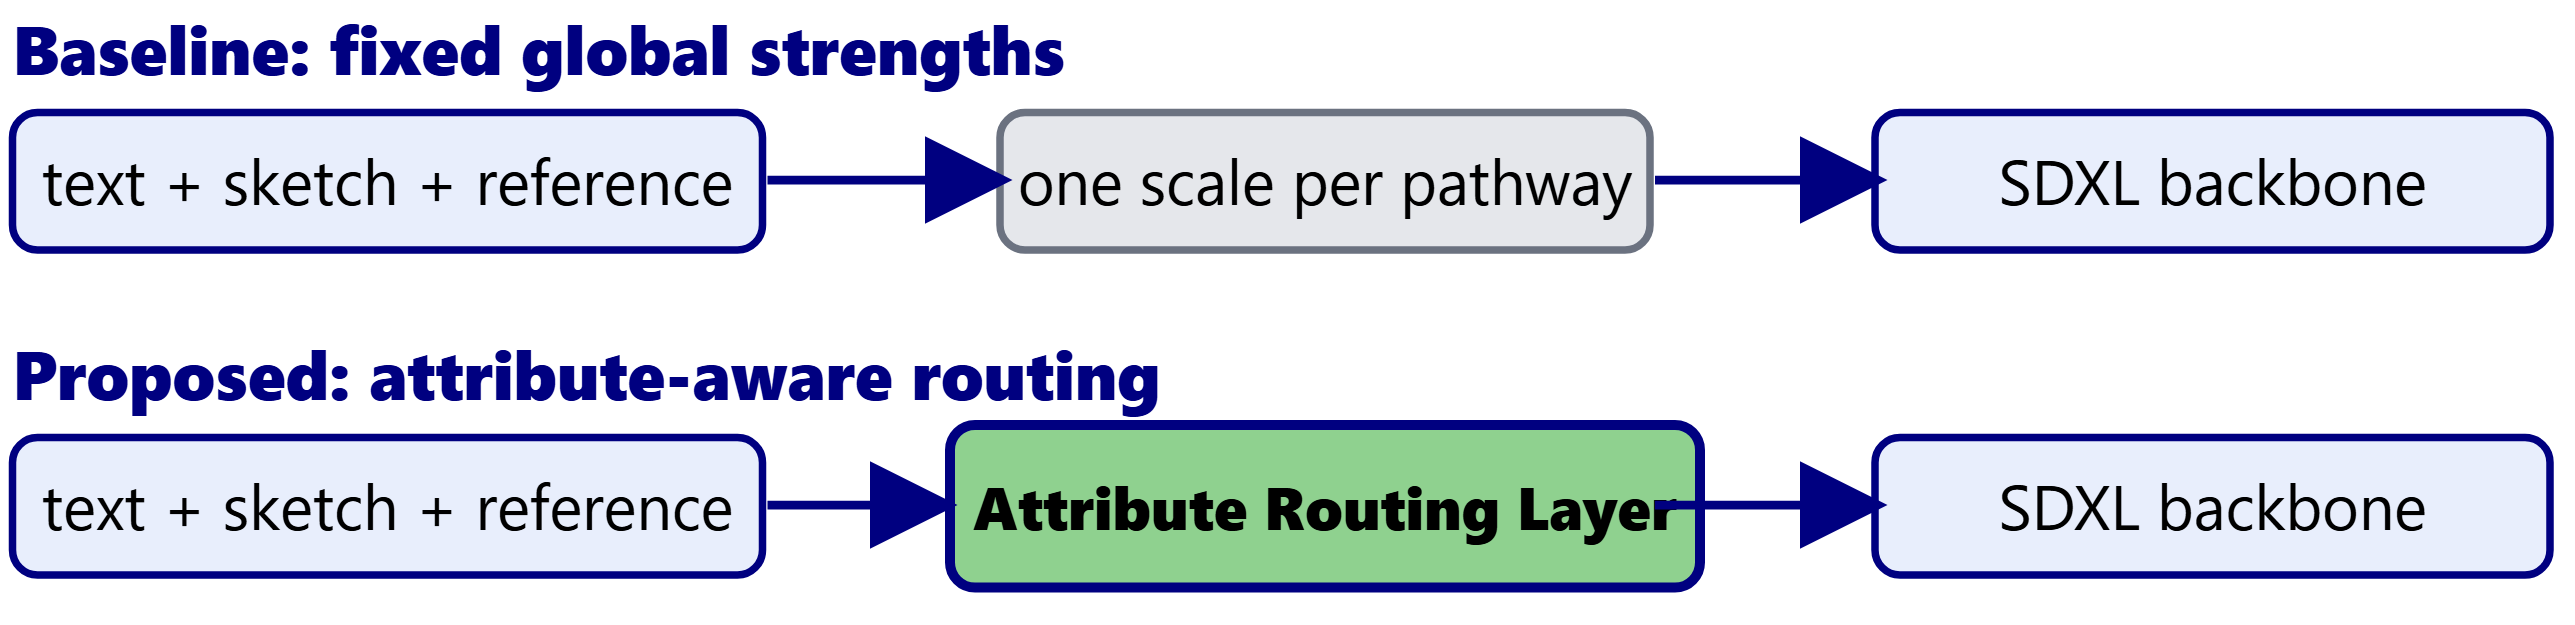 Baseline: fixed global strengths
text + sketch + reference
one scale per pathway
SDXL backbone
Proposed: attribute-aware routing
text + sketch + reference
Attribute Routing Layer
SDXL backbone